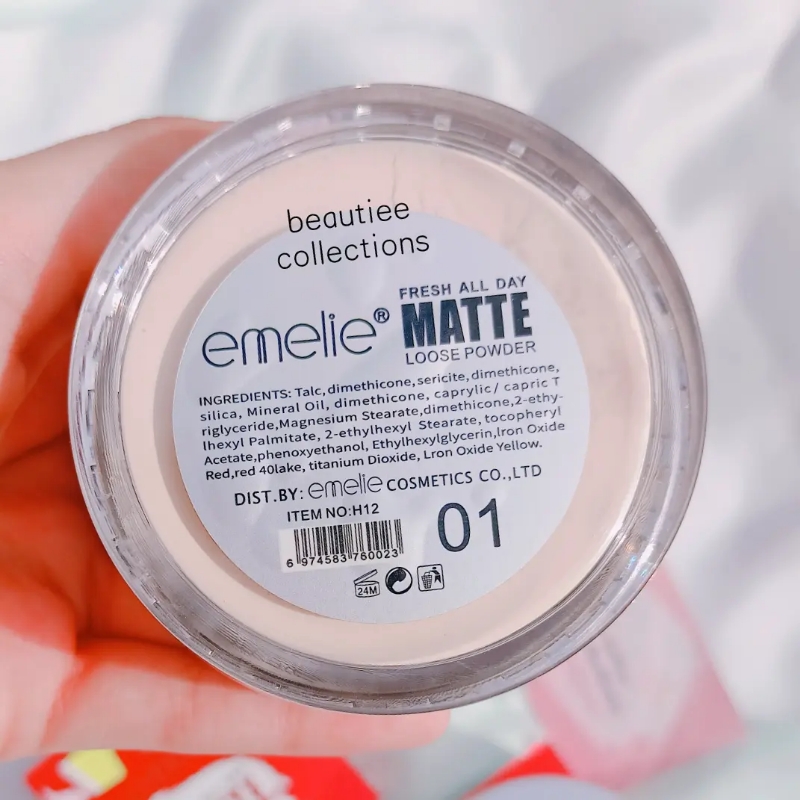 beautiee
collections
emelie® FRESH ALL DAY
MATTE
LOOSE POWDER
INGREDIENTS: Talc, dimethicone, sericite, dimethicone,
silica, Mineral Oil, dimethicone, caprylic/ capric T
riglyceride,Magnesium Stearate,dimethicone,2-ethy-
lhexyl Palmitate, 2-ethylhexyl Stearate, tocopheryl
Acetate,phenoxyethanol, Ethylhexylglycerin,lron Oxide
Red,red 40lake, titanium Dioxide, Lron Oxide Yellow.
DIST.BY: emelie COSMETICS CO.,LTD
ITEM NO:H12
01
6 974583 760023
24M